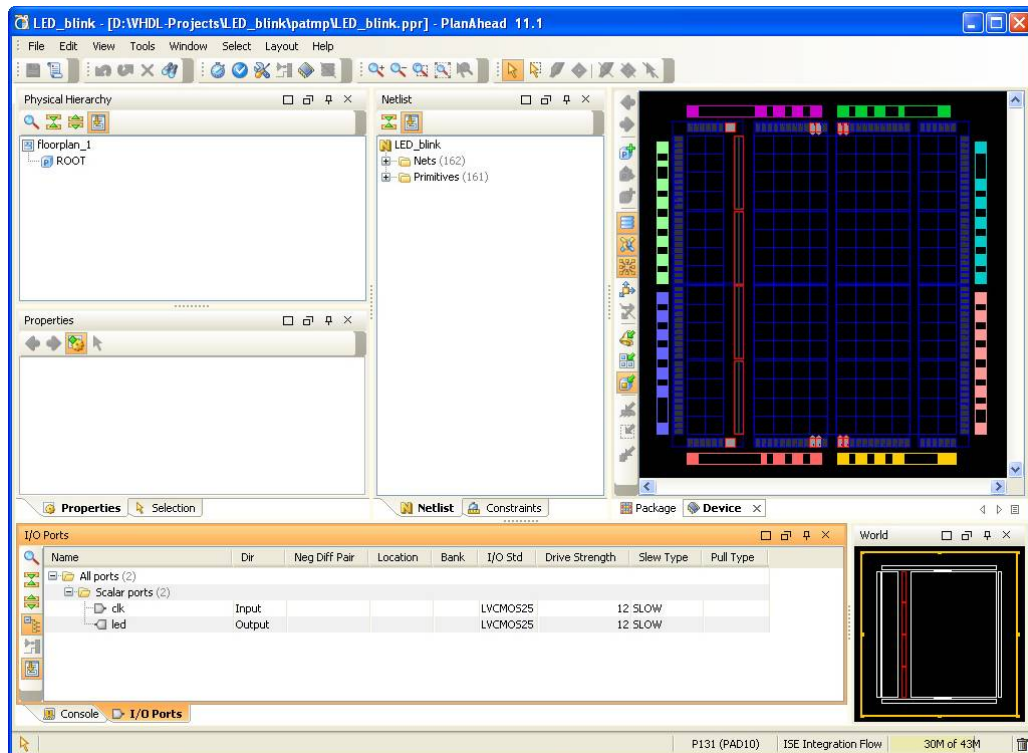 LED_blink - [D:\VHDL-Projects\LED_blink\patmp\LED_blink.ppr] - PlanAhead 11.1
File Edit View Tools Window Select Layout Help
Physical Hierarchy
floorplan_1
ROOT
Netlist
LED_blink
Nets (162)
Primitives (161)
Properties
Properties Selection
Netlist Constraints
Package Device
I/O Ports
Name Dir Neg Diff Pair Location Bank I/O Std Drive Strength Slew Type Pull Type
All ports (2)
Scalar ports (2)
clk Input LVCMOS25 12 SLOW
led Output LVCMOS25 12 SLOW
World
Console I/O Ports
P131 (PAD10) ISE Integration Flow 30M of 43M